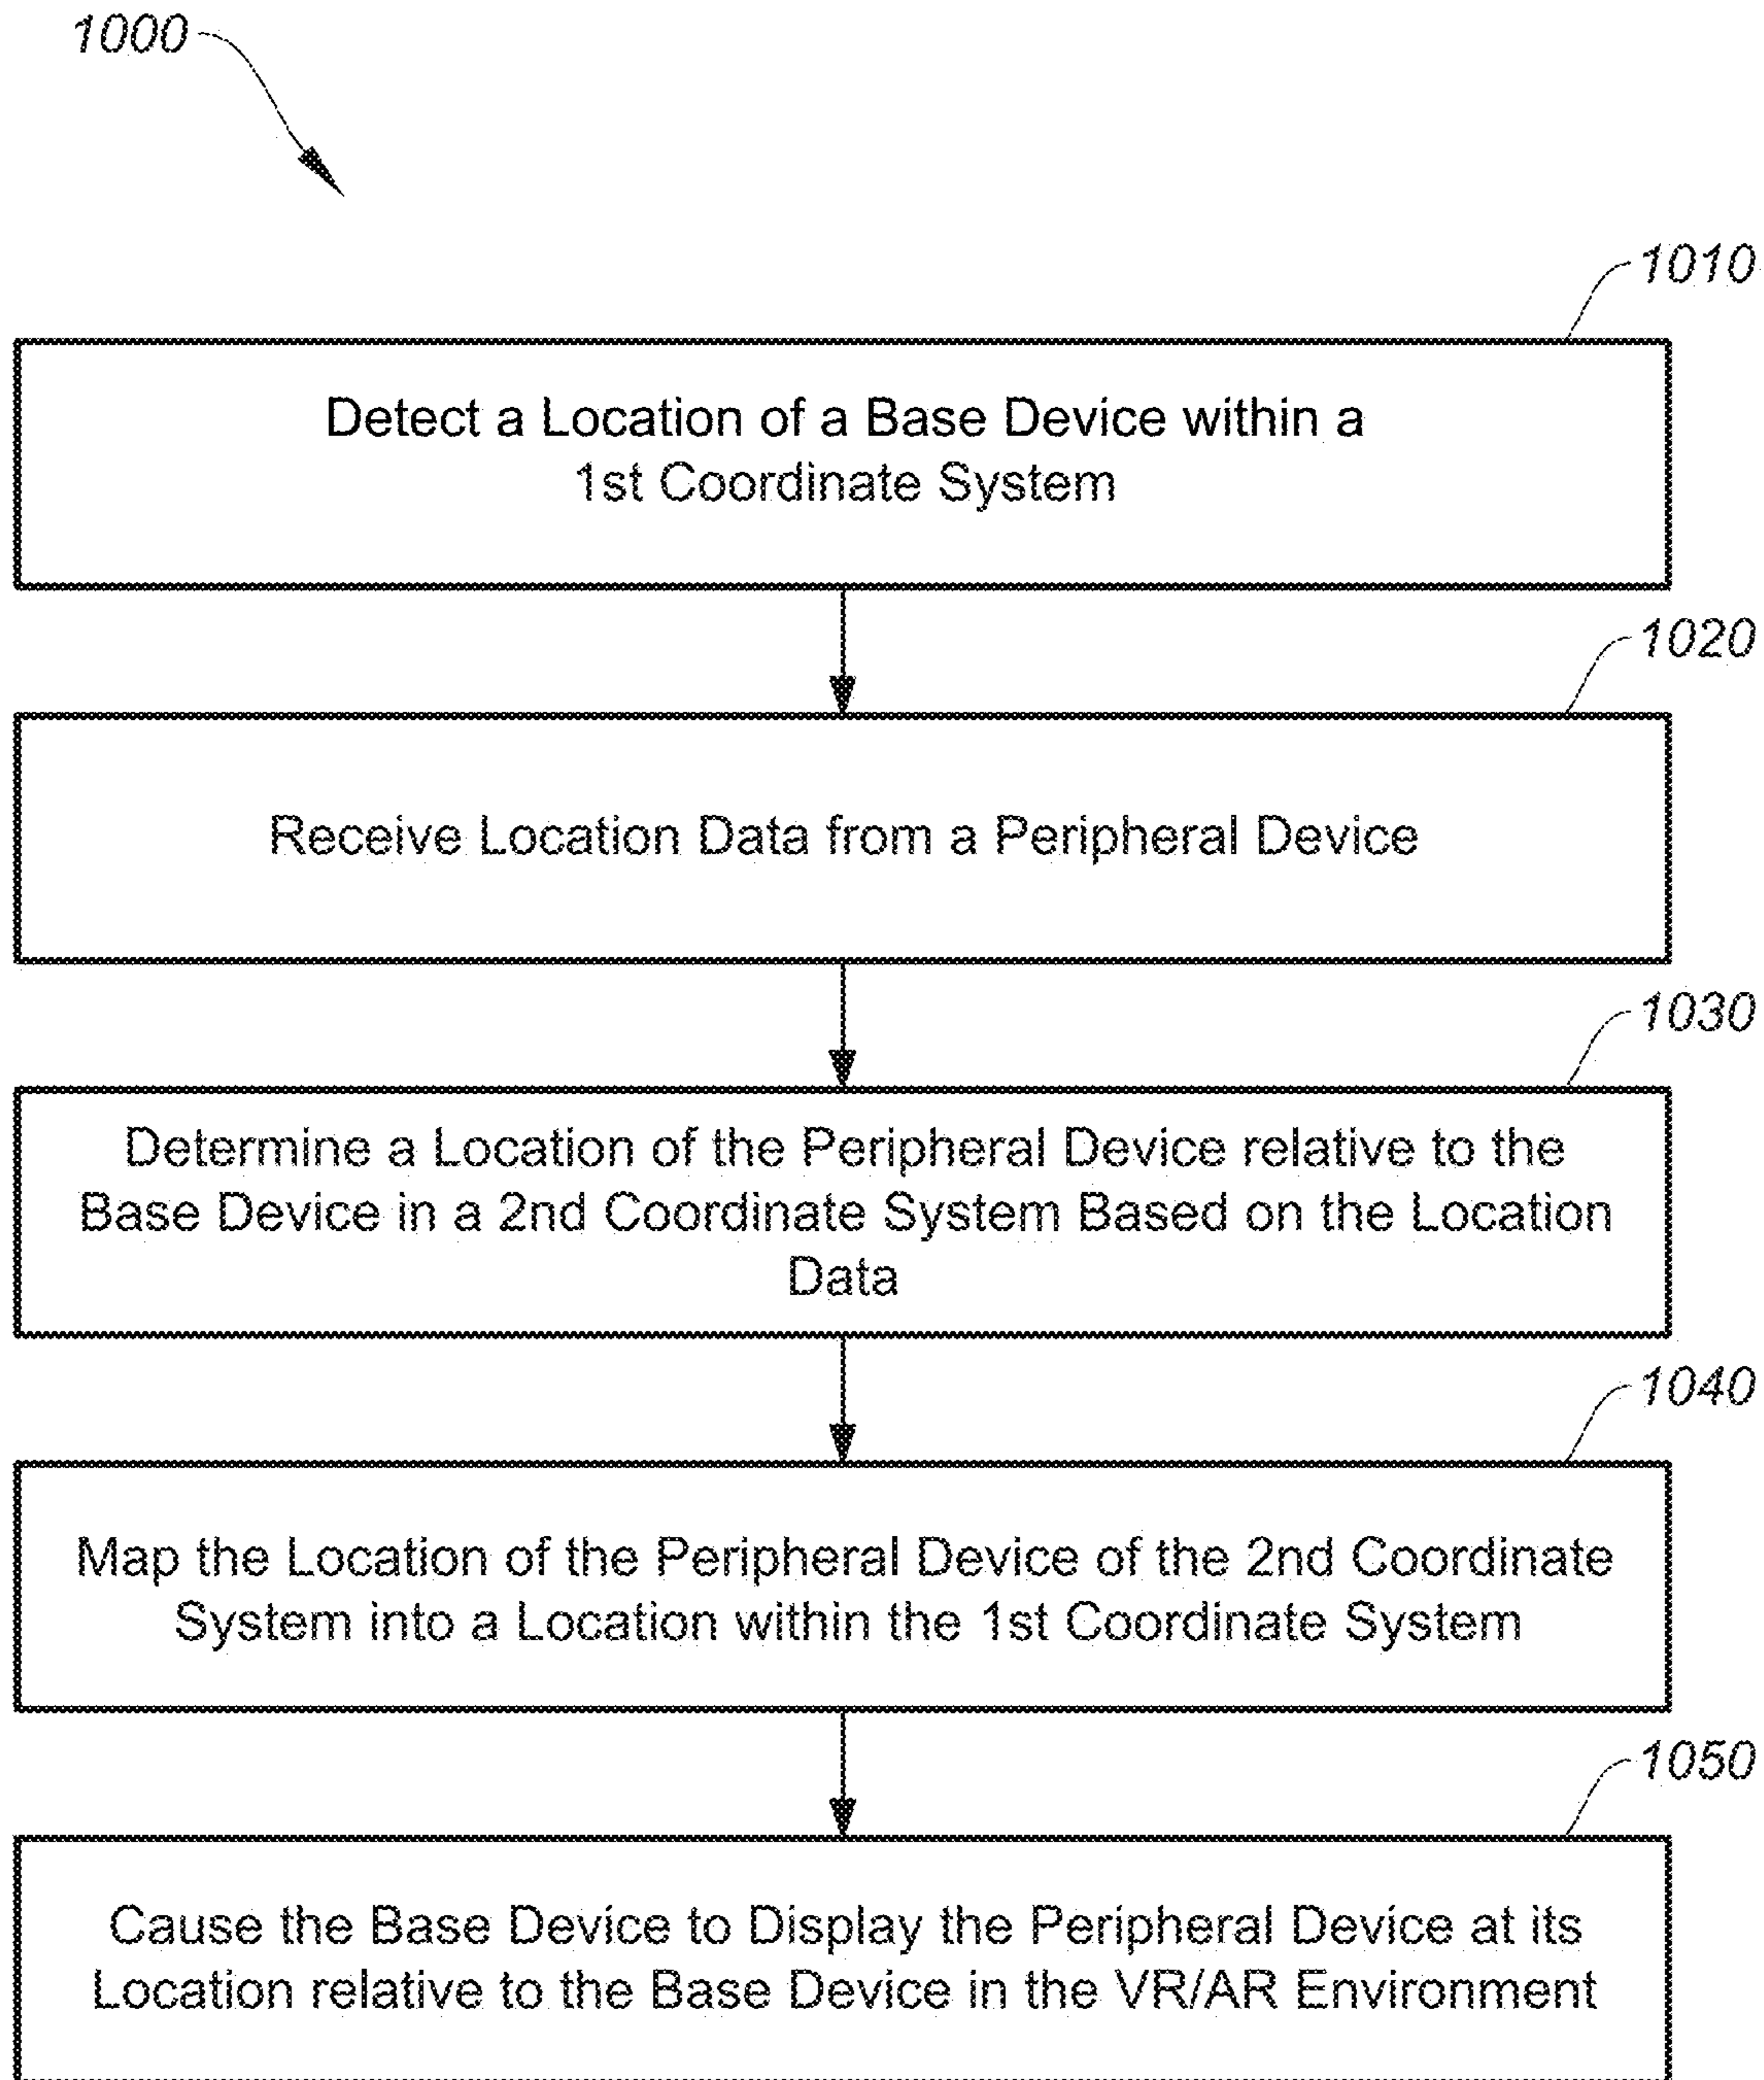 1000
1010
Detect a Location of a Base Device within a
1st Coordinate System
1020
Receive Location Data from a Peripheral Device
1030
Determine a Location of the Peripheral Device relative to the
Base Device in a 2nd Coordinate System Based on the Location
Data
1040
Map the Location of the Peripheral Device of the 2nd Coordinate
System into a Location within the 1st Coordinate System
1050
Cause the Base Device to Display the Peripheral Device at its
Location relative to the Base Device in the VR/AR Environment